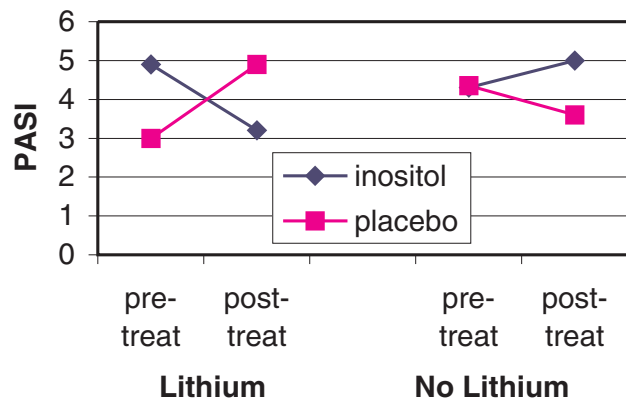 6
5
4
3
2
1
0
PASI
inositol
placebo
pre-
treat
post-
treat
pre-
treat
post-
treat
Lithium
No Lithium